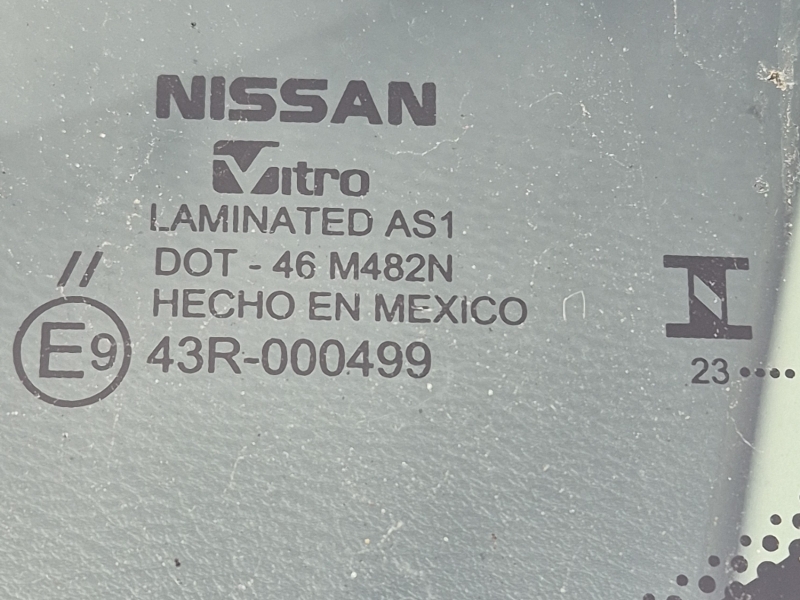 NISSAN
Vitro
LAMINATED AS1
DOT - 46 M482N
HECHO EN MEXICO
//
E9 43R-000499
23 ••••